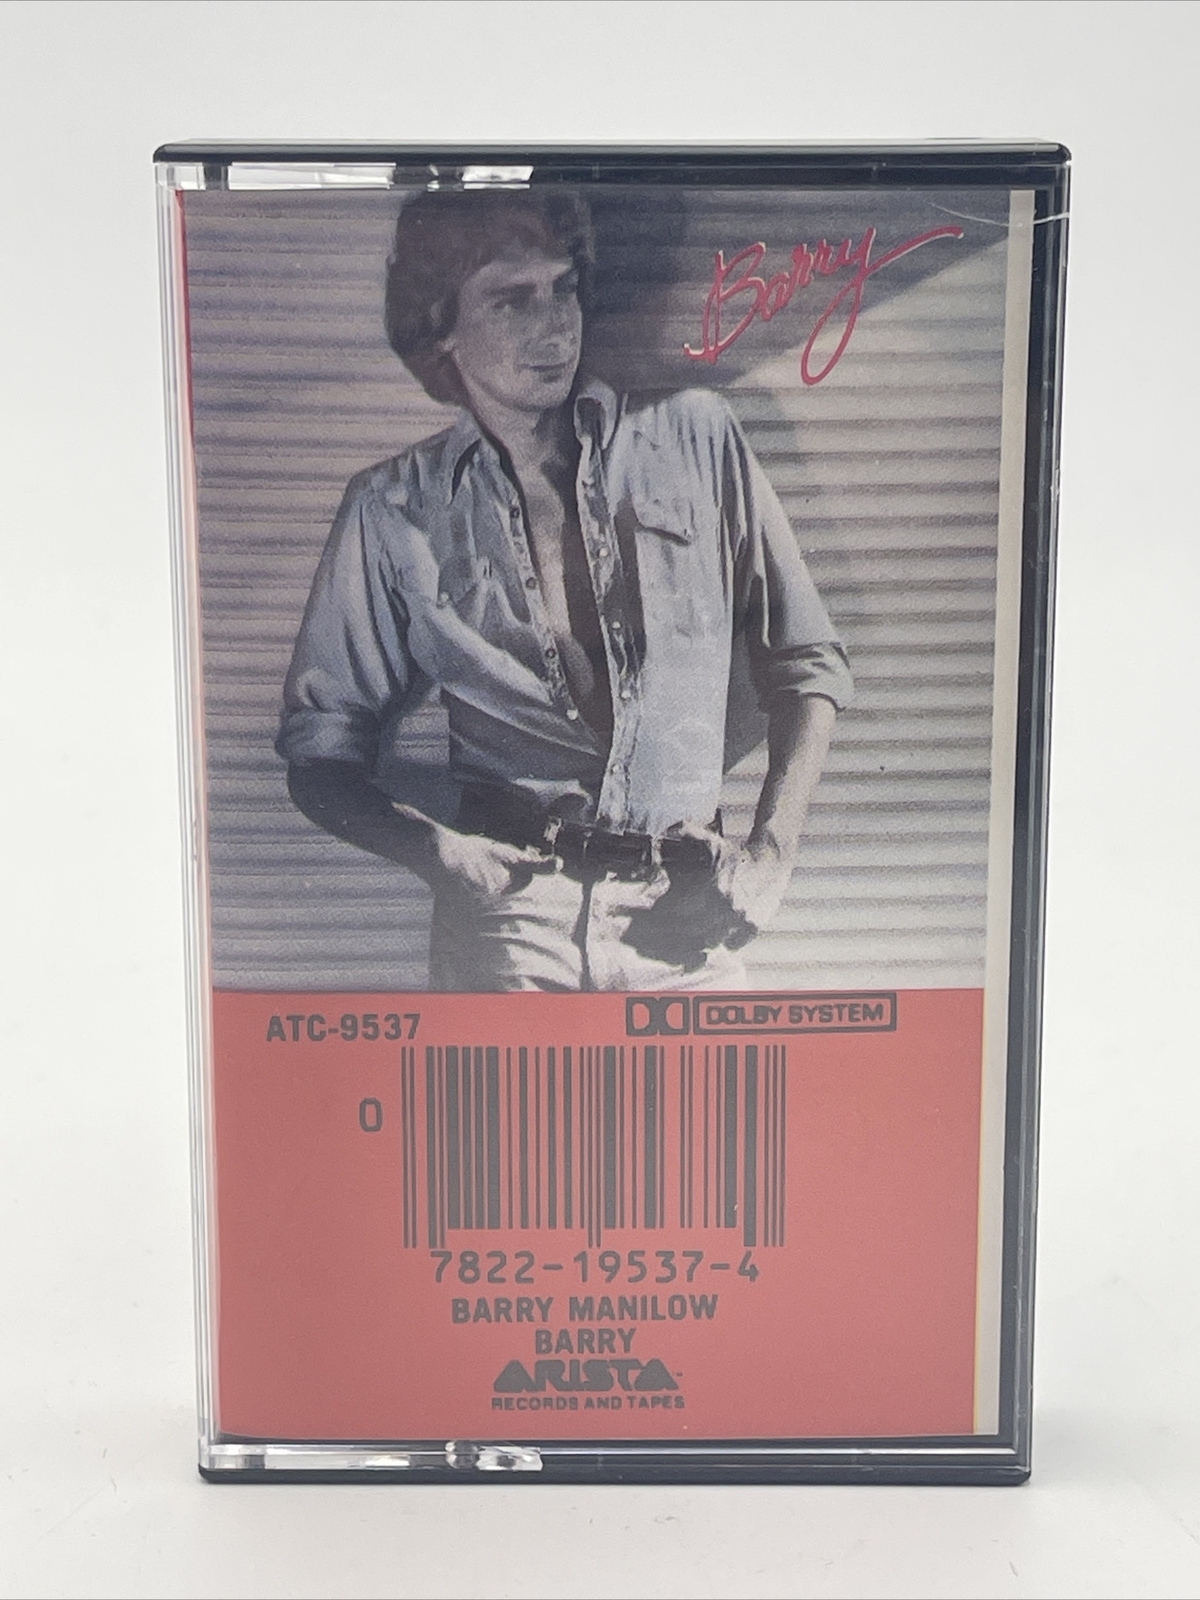 Barry
ATC-9537
DOLBY SYSTEM
0
7822-19537-4
BARRY MANILOW
BARRY
ARISTA
RECORDS AND TAPES